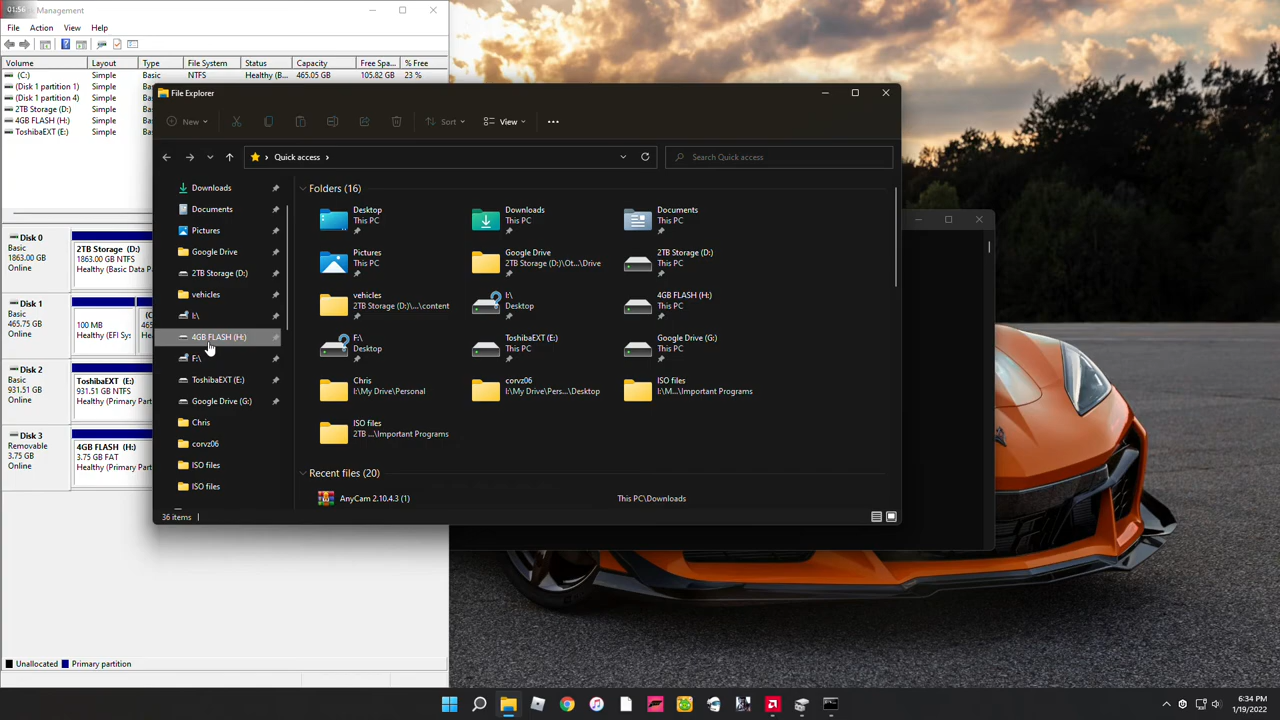 01:56 Management
File Action View Help
Volume Layout Type File System Status Capacity Free Spa... % Free
(C:) Simple Basic NTFS Healthy (B... 465.05 GB 105.82 GB 23 %
(Disk 1 partition 1) Simple
(Disk 1 partition 4) Simple
2TB Storage (D:) Simple
4GB FLASH (H:) Simple
ToshibaEXT (E:) Simple
Disk 0
Basic
1863.00 GB
Online
2TB Storage (D:)
1863.00 GB NTFS
Healthy (Basic Data
Disk 1
Basic
465.75 GB
Online
100 MB
Healthy (EFI Sys
Disk 2
Basic
931.51 GB
Online
ToshibaEXT (E:)
931.51 GB NTFS
Healthy (Primary Part
Disk 3
Removable
3.75 GB
Online
4GB FLASH (H:)
3.75 GB FAT
Healthy (Primary Part
Unallocated Primary partition
File Explorer
New Sort View
Quick access
Search Quick access
Downloads
Documents
Pictures
Google Drive
2TB Storage (D:)
vehicles
I:\
4GB FLASH (H:)
F:\
ToshibaEXT (E:)
Google Drive (G:)
Chris
corvz06
ISO files
ISO files
Folders (16)
Desktop
This PC
Downloads
This PC
Documents
This PC
Pictures
This PC
Google Drive
2TB Storage (D:)\Ot...\Drive
2TB Storage (D:)
This PC
vehicles
2TB Storage (D:)\...\content
I:\
Desktop
4GB FLASH (H:)
This PC
F:\
Desktop
ToshibaEXT (E:)
This PC
Google Drive (G:)
This PC
Chris
I:\My Drive\Personal
corvz06
I:\My Drive\Pers...\Desktop
ISO files
I:\M...\Important Programs
ISO files
2TB ...\Important Programs
Recent files (20)
AnyCam 2.10.4.3 (1) This PC\Downloads
36 items
6:34 PM
1/19/2022